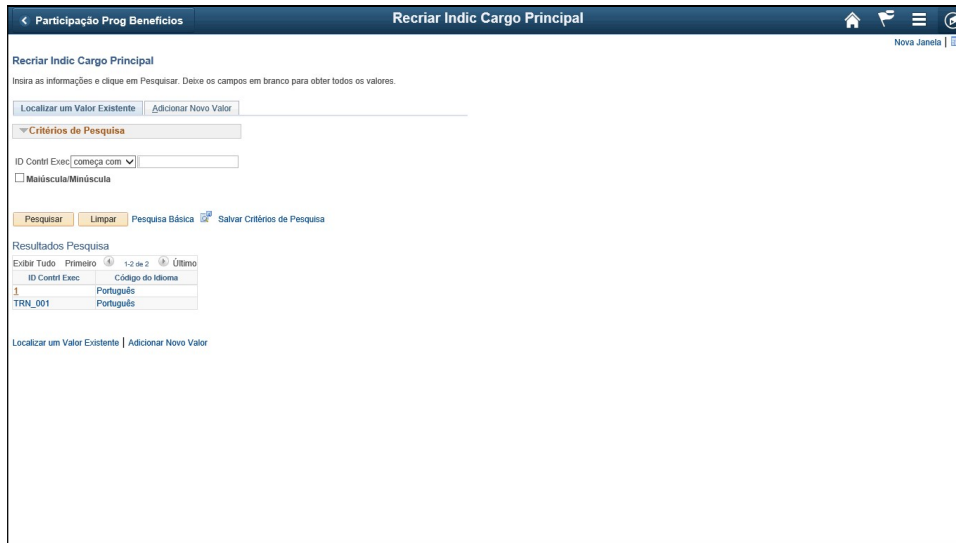 Participação Prog Benefícios
Recriar Indic Cargo Principal
Nova Janela
Recriar Indic Cargo Principal
Insira as informações e clique em Pesquisar. Deixe os campos em branco para obter todos os valores.
Localizar um Valor Existente Adicionar Novo Valor
Critérios de Pesquisa
ID Contrl Exec começa com
Maiúscula/Minúscula
Pesquisar Limpar Pesquisa Básica Salvar Critérios de Pesquisa
Resultados Pesquisa
Exibir Tudo Primeiro 1-2 de 2 Último
ID Contrl Exec Código do Idioma
1 Português
TRN_001 Português
Localizar um Valor Existente | Adicionar Novo Valor